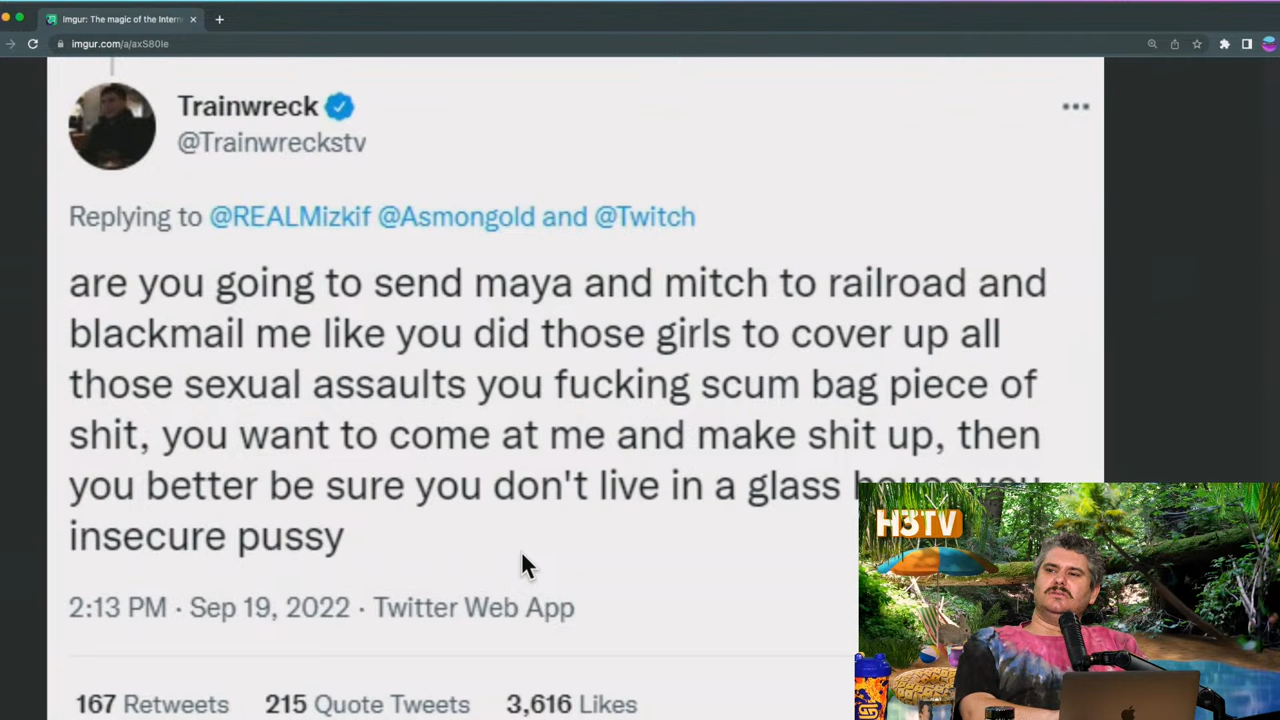 Imgur: The magic of the Intern
imgur.com/a/axS80Ie
Trainwreck
@Trainwreckstv
Replying to @REALMizkif @Asmongold and @Twitch
are you going to send maya and mitch to railroad and
blackmail me like you did those girls to cover up all
those sexual assaults you fucking scum bag piece of
shit, you want to come at me and make shit up, then
you better be sure you don't live in a glass house you
insecure pussy
2:13 PM · Sep 19, 2022 · Twitter Web App
167 Retweets 215 Quote Tweets 3,616 Likes
H3TV